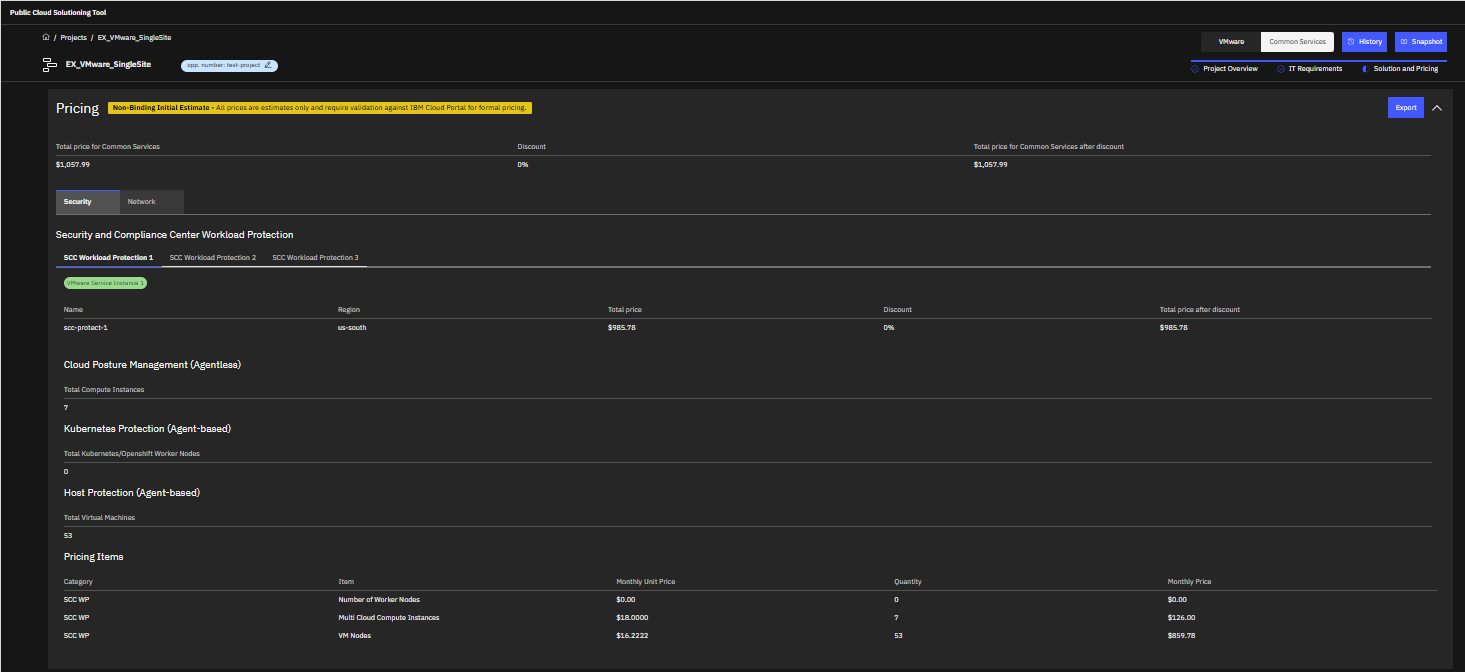 Public Cloud Solutioning Tool
/ Projects / EX_VMware_SingleSite
VMware Common Services History Snapshot
EX_VMware_SingleSite opp. number: test-project
Project Overview IT Requirements Solution and Pricing
Pricing Non-Binding Initial Estimate - All prices are estimates only and require validation against IBM Cloud Portal for formal pricing. Export
Total price for Common Services Discount Total price for Common Services after discount
$1,057.99 0% $1,057.99
Security Network
Security and Compliance Center Workload Protection
SCC Workload Protection 1 SCC Workload Protection 2 SCC Workload Protection 3
VMware Service Instance 1
Name Region Total price Discount Total price after discount
scc-protect-1 us-south $985.78 0% $985.78
Cloud Posture Management (Agentless)
Total Compute Instances
7
Kubernetes Protection (Agent-based)
Total Kubernetes/Openshift Worker Nodes
0
Host Protection (Agent-based)
Total Virtual Machines
53
Pricing Items
Category Item Monthly Unit Price Quantity Monthly Price
SCC WP Number of Worker Nodes $0.00 0 $0.00
SCC WP Multi Cloud Compute Instances $18.0000 7 $126.00
SCC WP VM Nodes $16.2222 53 $859.78